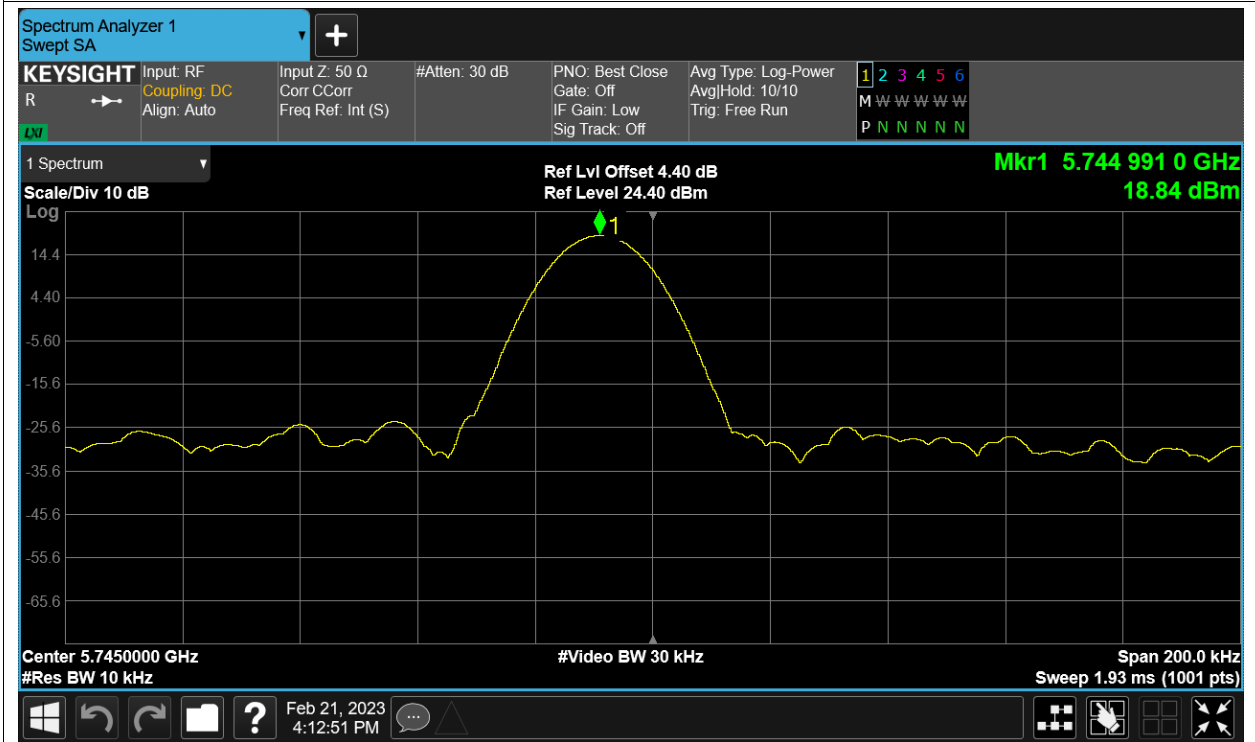 Spectrum Analyzer 1
Swept SA
+
KEYSIGHT
R
LXI
Input: RF
Coupling: DC
Align: Auto
Input Z: 50 Ω
Corr CCorr
Freq Ref: Int (S)
#Atten: 30 dB
PNO: Best Close
Gate: Off
IF Gain: Low
Sig Track: Off
Avg Type: Log-Power
Avg|Hold: 10/10
Trig: Free Run
1 2 3 4 5 6
M W W W W W
P N N N N N
1 Spectrum
Scale/Div 10 dB
Log
Ref Lvl Offset 4.40 dB
Ref Level 24.40 dBm
Mkr1 5.744 991 0 GHz
18.84 dBm
1
14.4
4.40
-5.60
-15.6
-25.6
-35.6
-45.6
-55.6
-65.6
Center 5.7450000 GHz
#Res BW 10 kHz
#Video BW 30 kHz
Span 200.0 kHz
Sweep 1.93 ms (1001 pts)
?
Feb 21, 2023
4:12:51 PM